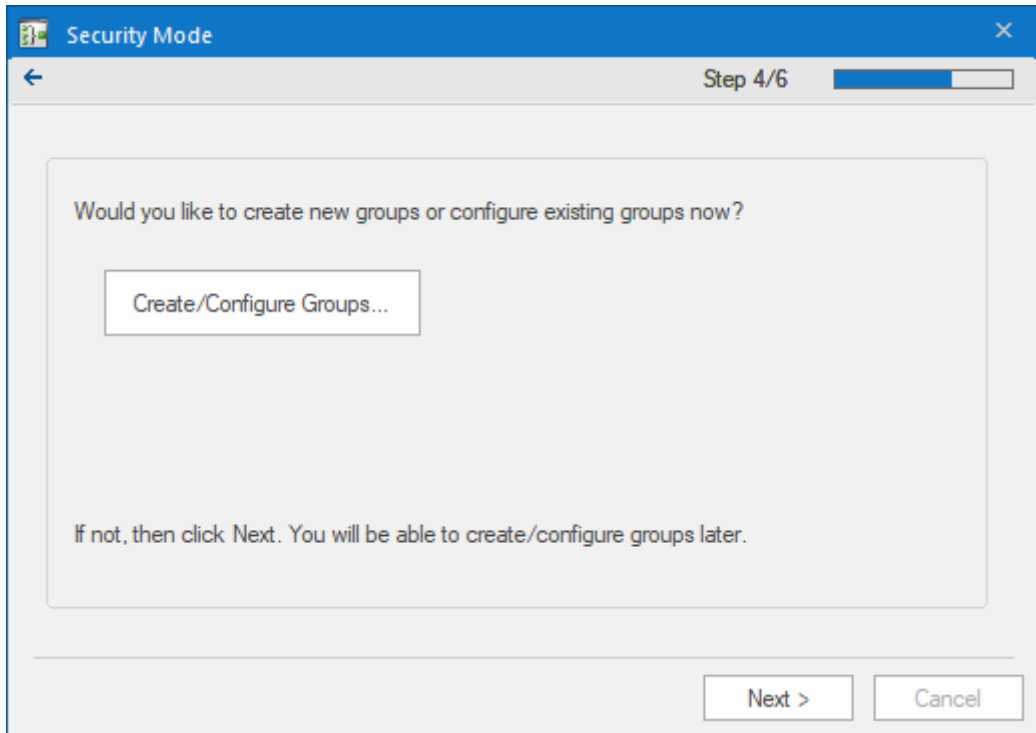 Security Mode
Step 4/6
Would you like to create new groups or configure existing groups now?
Create/Configure Groups...
If not, then click Next. You will be able to create/configure groups later.
Next >
Cancel